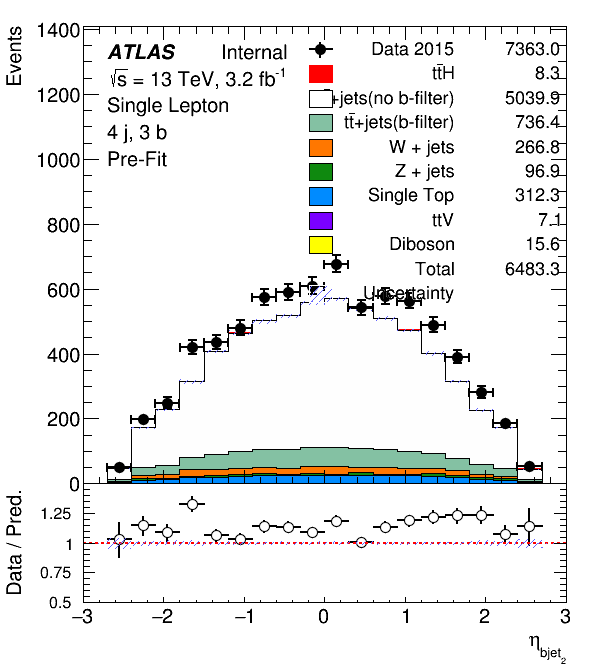 Events
1400
1200
1000
800
600
400
200
0
ATLAS Internal
√s = 13 TeV, 3.2 fb-1
Single Lepton
4 j, 3 b
Pre-Fit
Data 2015 7363.0
tt̄H 8.3
+jets(no b-filter) 5039.9
tt̄+jets(b-filter) 736.4
W + jets 266.8
Z + jets 96.9
Single Top 312.3
ttV 7.1
Diboson 15.6
Total 6483.3
Uncertainty
Data / Pred.
1.25
1
0.75
0.5
−3 −2 −1 0 1 2 3
ηbjet2